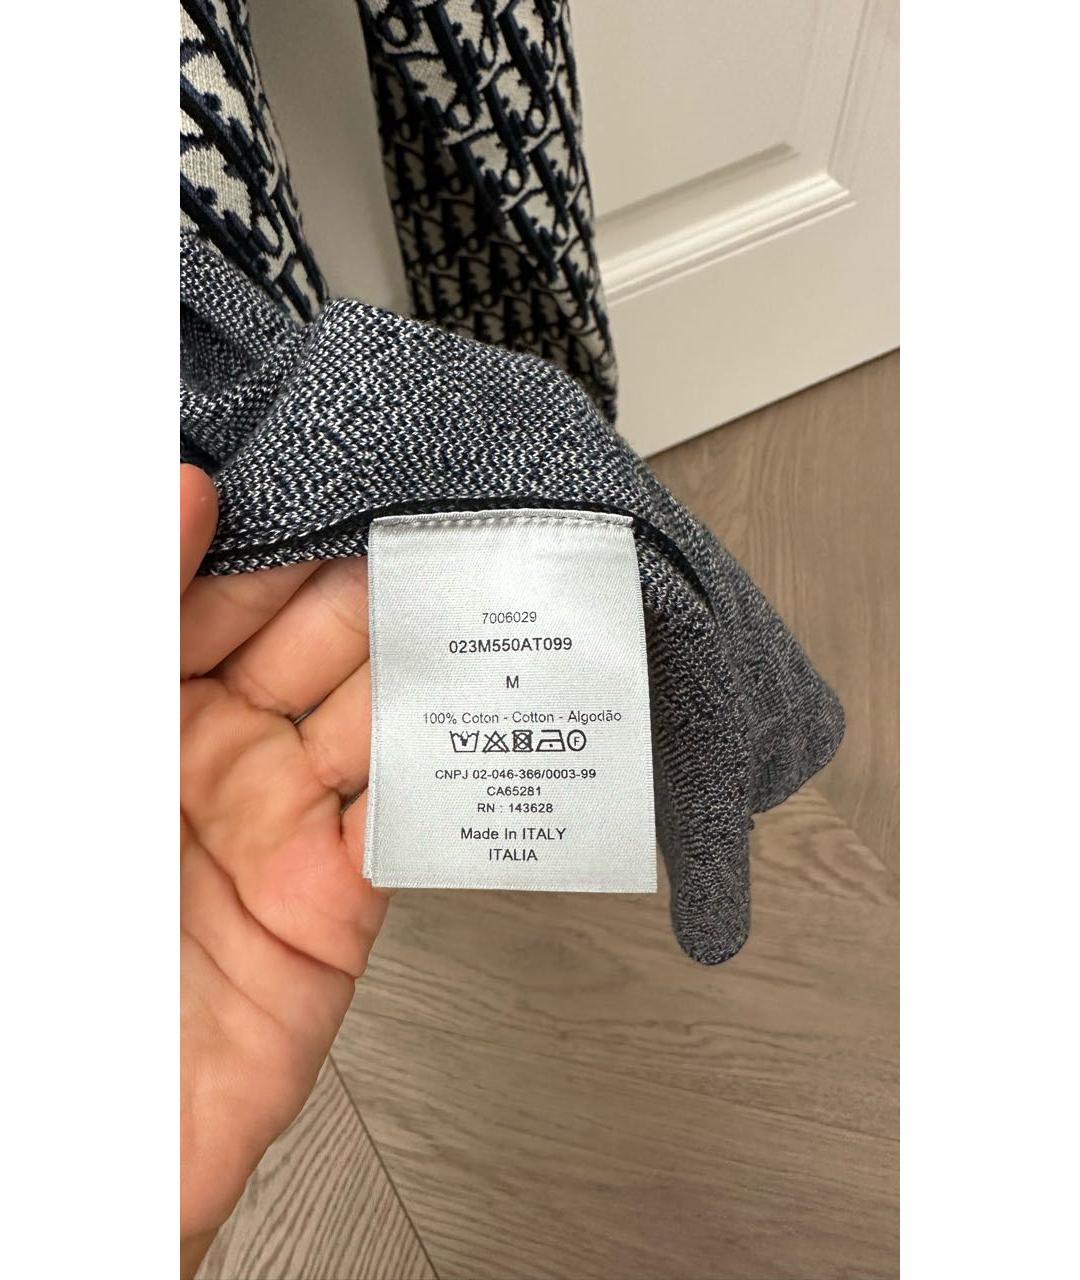 7006029
023M550AT099
M
100% Coton - Cotton - Algodão
CNPJ 02-046-366/0003-99
CA65281
RN : 143628
Made In ITALY
ITALIA